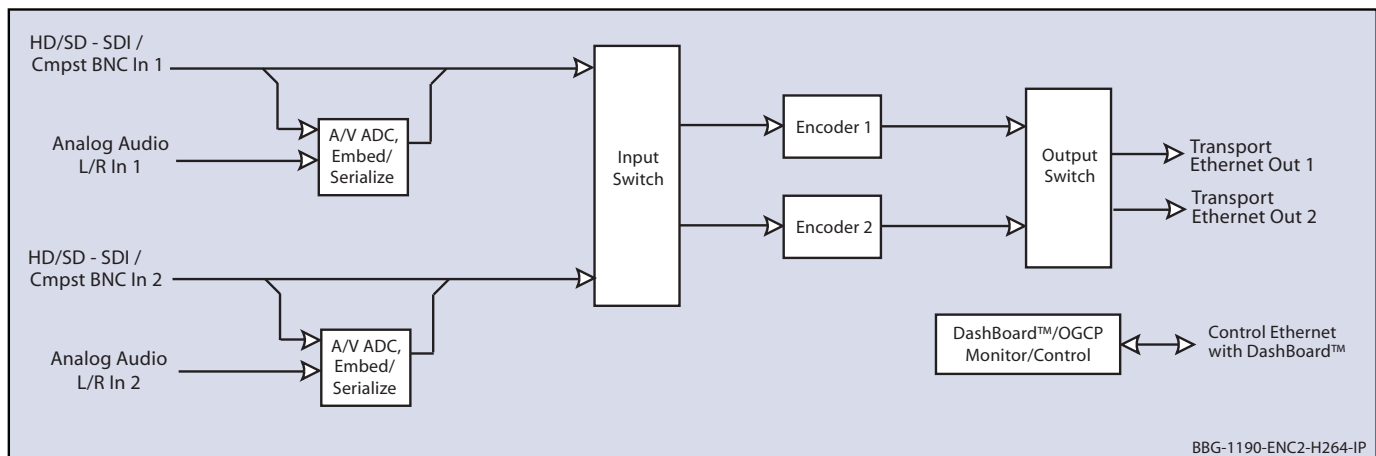 HD/SD - SDI /
Cmpst BNC In 1
Analog Audio
L/R In 1
A/V ADC,
Embed/
Serialize
HD/SD - SDI /
Cmpst BNC In 2
Analog Audio
L/R In 2
A/V ADC,
Embed/
Serialize
Input
Switch
Encoder 1
Encoder 2
Output
Switch
Transport
Ethernet Out 1
Transport
Ethernet Out 2
DashBoard™/OGCP
Monitor/Control
Control Ethernet
with DashBoard™
BBG-1190-ENC2-H264-IP